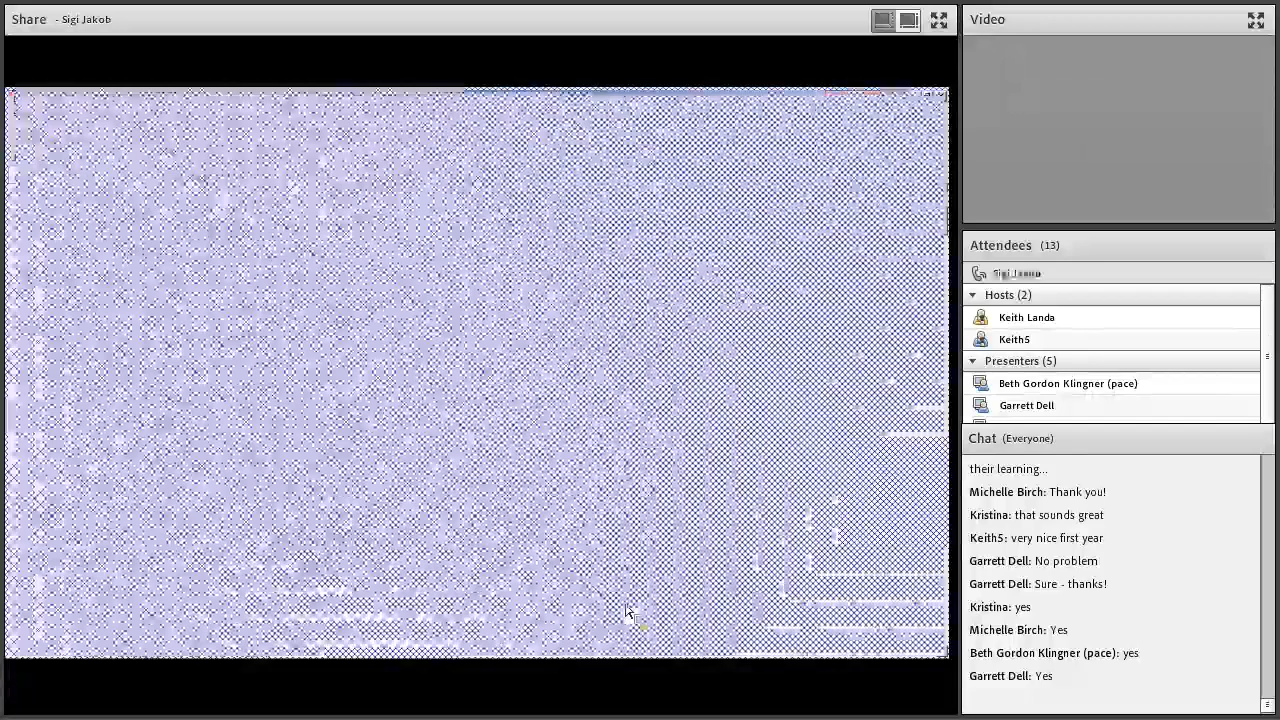 Share - Sigi Jakob
Video
Attendees (13)
Hosts (2)
Keith Landa
Keith5
Presenters (5)
Beth Gordon Klingner (pace)
Garrett Dell
Chat (Everyone)
their learning...
Michelle Birch: Thank you!
Kristina: that sounds great
Keith5: very nice first year
Garrett Dell: No problem
Garrett Dell: Sure - thanks!
Kristina: yes
Michelle Birch: Yes
Beth Gordon Klingner (pace): yes
Garrett Dell: Yes